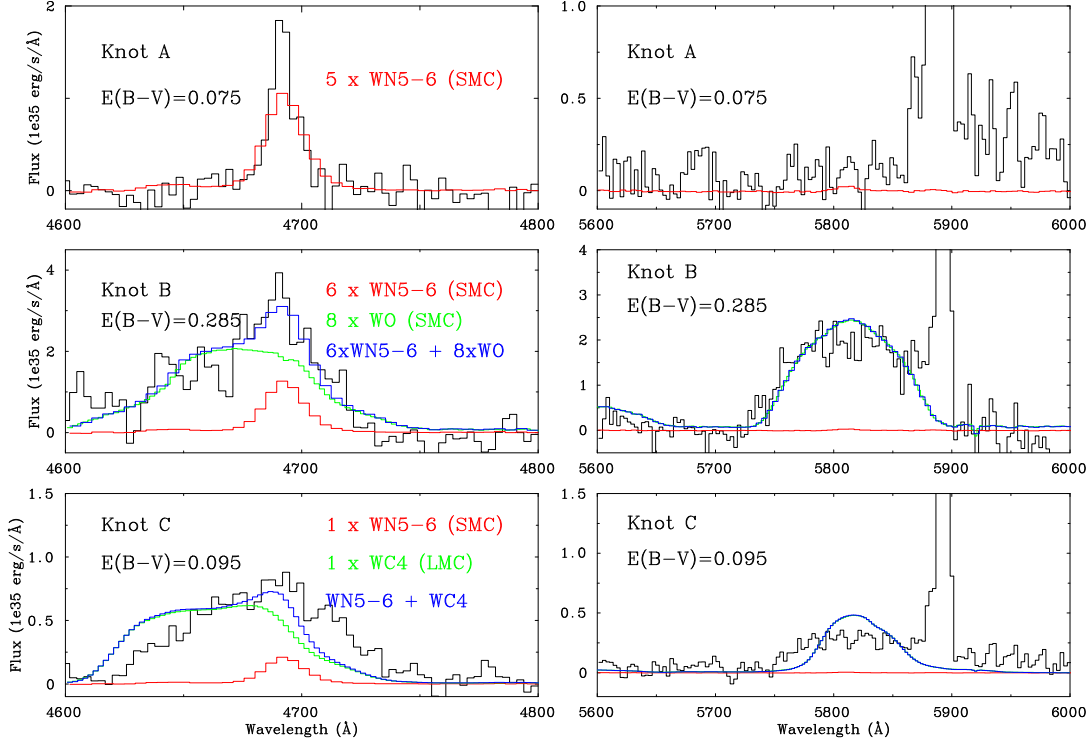 2
1
0
Flux (1e35 erg/s/Å)
Knot A
E(B−V)=0.075
5 x WN5−6 (SMC)
4600
4700
4800
1.0
0.5
0
Knot A
E(B−V)=0.075
5600
5700
5800
5900
6000
4
2
0
Flux (1e35 erg/s/Å)
Knot B
E(B−V)=0.285
6 x WN5−6 (SMC)
8 x WO (SMC)
6xWN5−6 + 8xWO
4600
4700
4800
4
3
2
1
0
Knot B
E(B−V)=0.285
5600
5700
5800
5900
6000
1.5
1.0
0.5
0
Flux (1e35 erg/s/Å)
Knot C
E(B−V)=0.095
1 x WN5−6 (SMC)
1 x WC4 (LMC)
WN5−6 + WC4
4600
4700
4800
Wavelength (Å)
1.5
1.0
0.5
0
Knot C
E(B−V)=0.095
5600
5700
5800
5900
6000
Wavelength (Å)